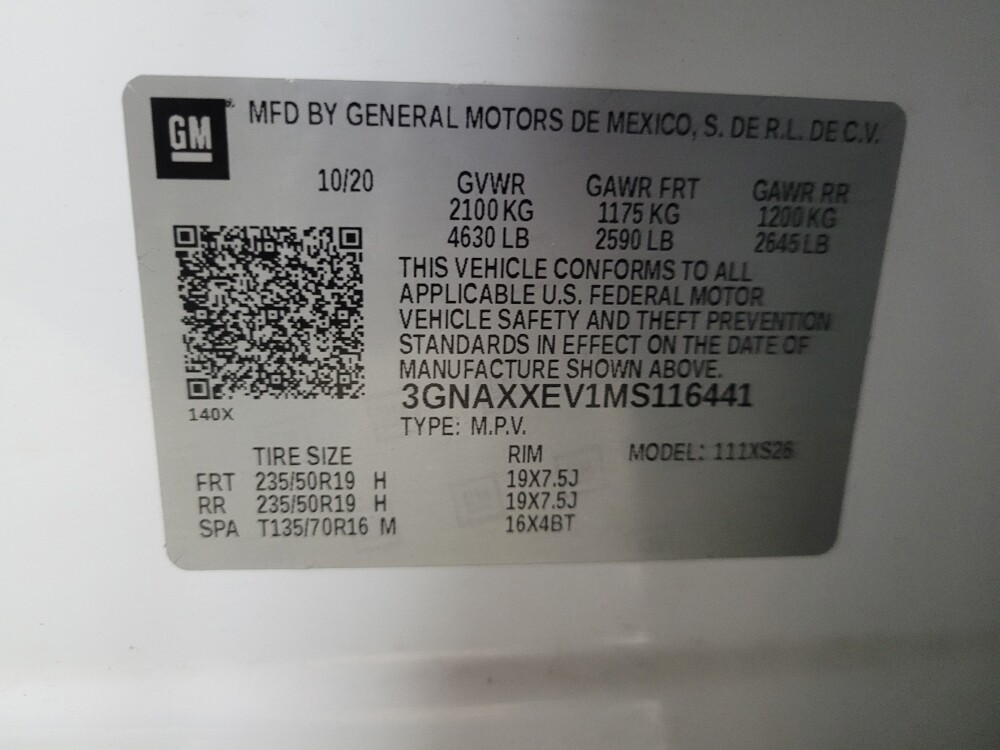 GM MFD BY GENERAL MOTORS DE MEXICO, S. DE R.L. DE C.V.
10/20 GVWR GAWR FRT GAWR RR
2100 KG 1175 KG 1200 KG
4630 LB 2590 LB 2645 LB
THIS VEHICLE CONFORMS TO ALL
APPLICABLE U.S. FEDERAL MOTOR
VEHICLE SAFETY AND THEFT PREVENTION
STANDARDS IN EFFECT ON THE DATE OF
MANUFACTURE SHOWN ABOVE.
3GNAXXEV1MS116441
140X
TYPE: M.P.V.
TIRE SIZE RIM MODEL: 111XS26
FRT 235/50R19 H 19X7.5J
RR 235/50R19 H 19X7.5J
SPA T135/70R16 M 16X4BT